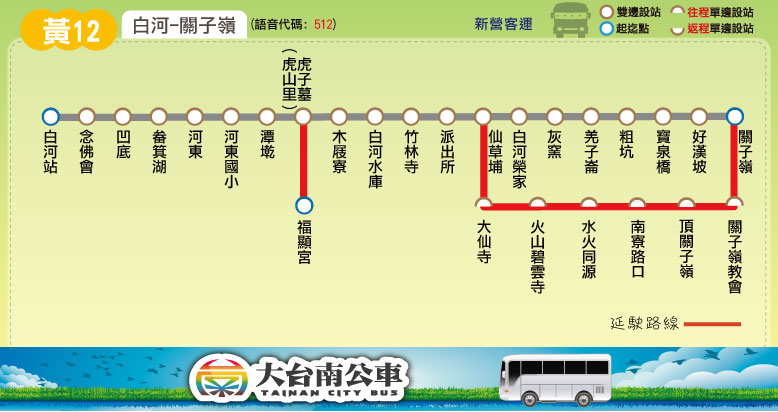 黃12
白河-關子嶺
(語音代碼: 512)
新營客運
雙邊設站
往程單邊設站
起迄點
返程單邊設站
白河站
念佛會
凹底
畚箕湖
河東
河東國小
潭墘
虎子墓
(虎山里)
木屐寮
白河水庫
竹林寺
派出所
仙草埔
白河榮家
灰窯
羌子崙
粗坑
寶泉橋
好漢坡
關子嶺
福顯宮
大仙寺
火山碧雲寺
水火同源
南寮路口
頂關子嶺
關子嶺教會
延駛路線
大台南公車
TAINAN CITY BUS